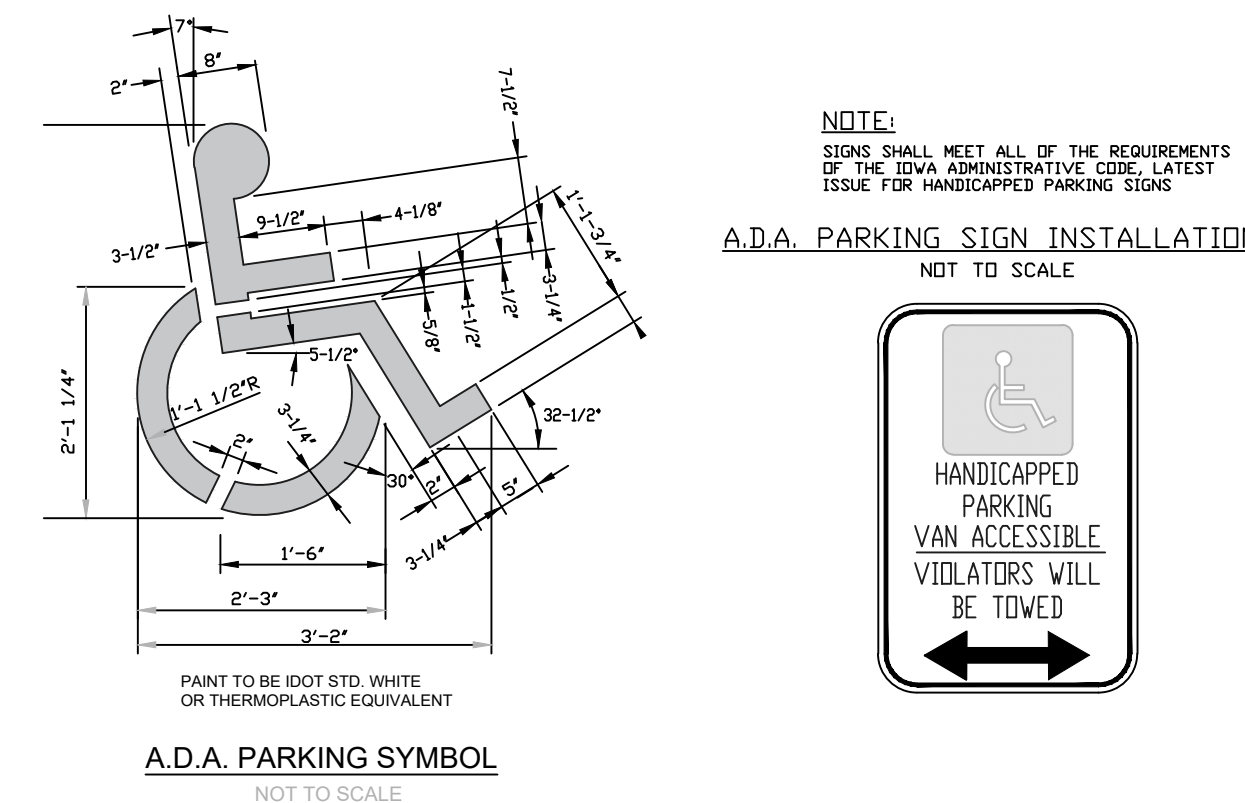 7°
8"
2"
7-1/2"
9-1/2"
4-1/8"
1'-1-3/4"
3-1/2"
3-1/4"
1/2"
1-1/2"
5/8"
5-1/2°
2'-1 1/4"
1'-1 1/2"R
3-1/4"
2"
32-1/2°
30°
2"
5"
3-1/4"
1'-6"
2'-3"
3'-2"
PAINT TO BE IDOT STD. WHITE
OR THERMOPLASTIC EQUIVALENT
A.D.A. PARKING SYMBOL
NOT TO SCALE
NOTE:
SIGNS SHALL MEET ALL OF THE REQUIREMENTS
OF THE IOWA ADMINISTRATIVE CODE, LATEST
ISSUE FOR HANDICAPPED PARKING SIGNS
A.D.A. PARKING SIGN INSTALLATIO
NOT TO SCALE
HANDICAPPED
PARKING
VAN ACCESSIBLE
VIOLATORS WILL
BE TOWED